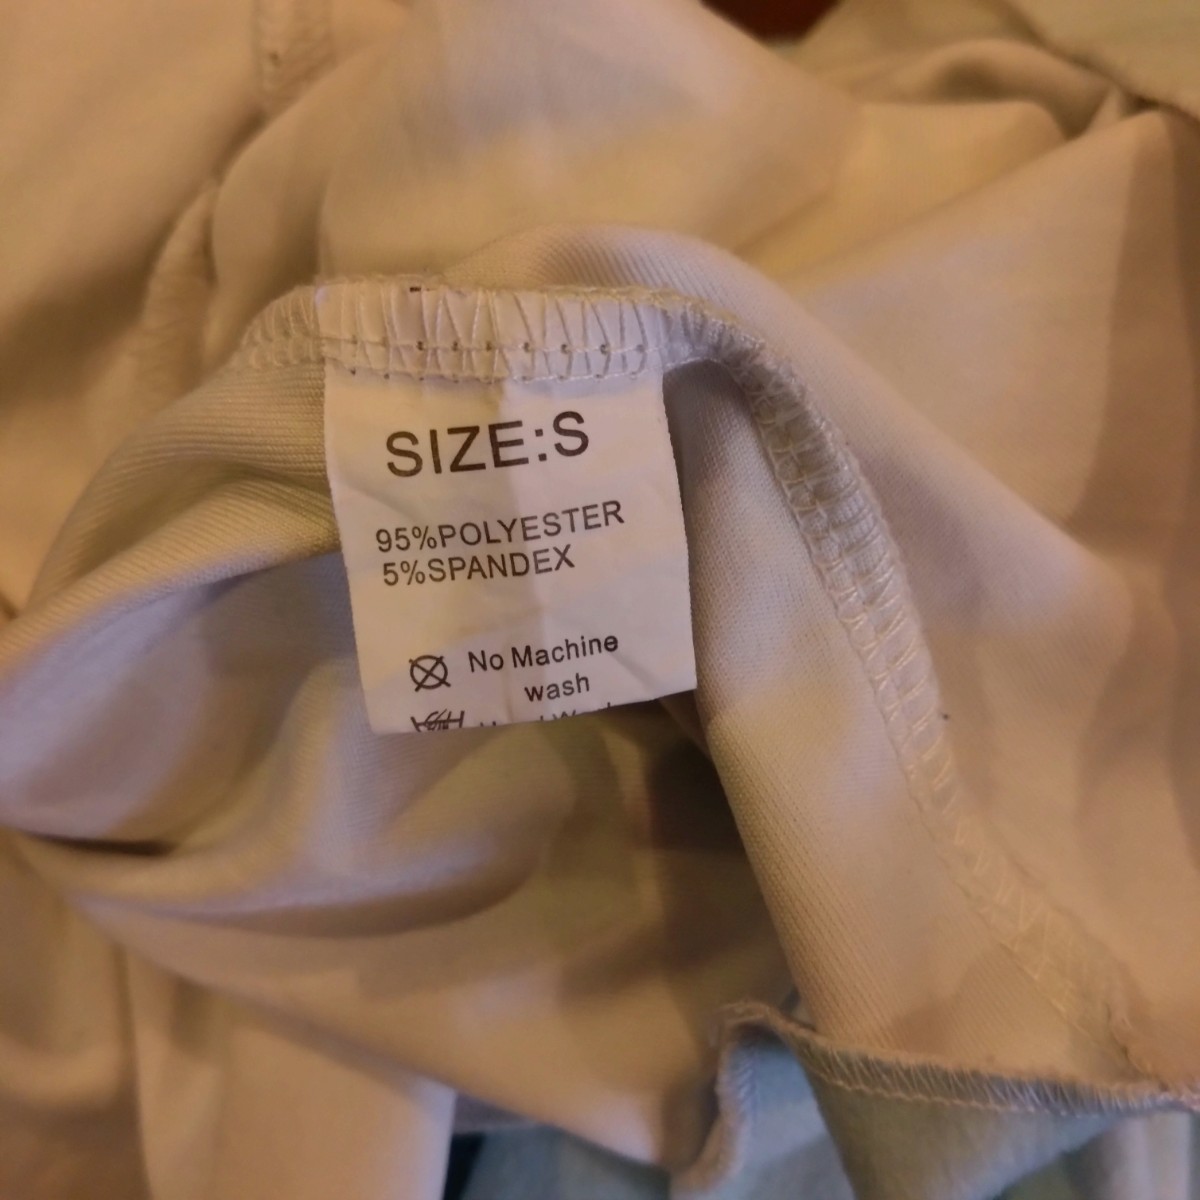 SIZE:S
95%POLYESTER
5%SPANDEX
No Machine
wash